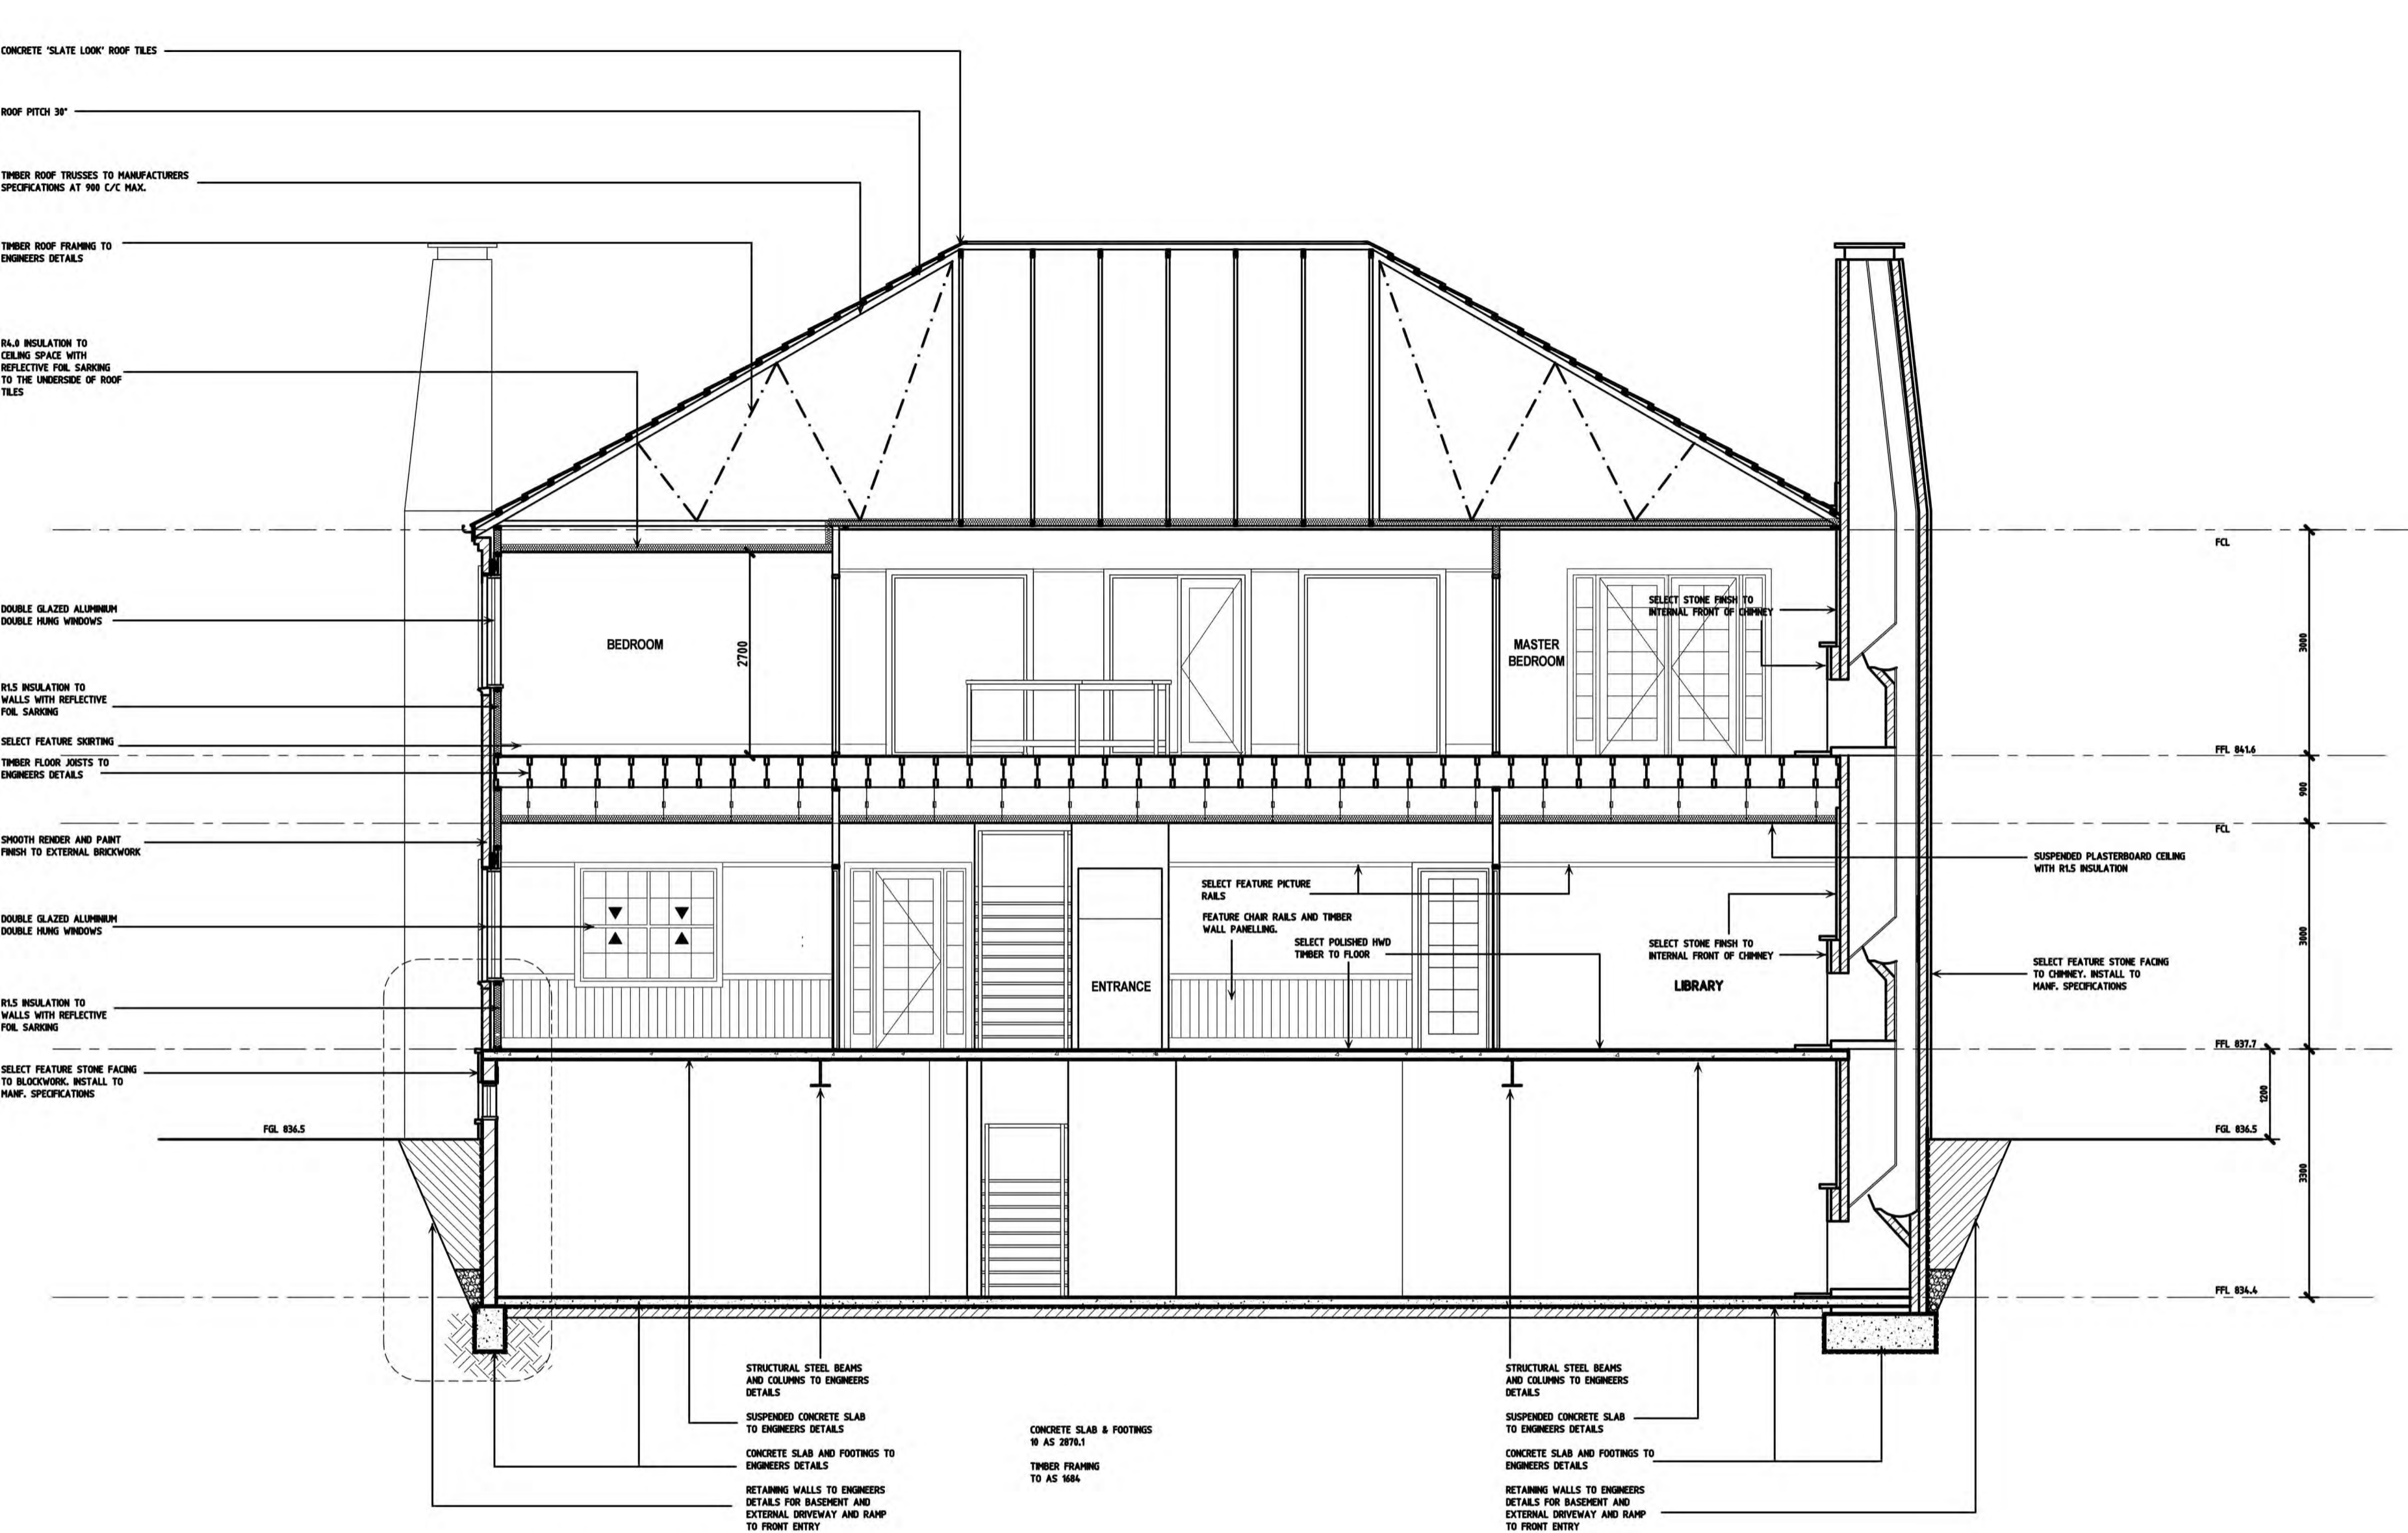 CONCRETE 'SLATE LOOK' ROOF TILES
ROOF PITCH 30°
TIMBER ROOF TRUSSES TO MANUFACTURERS
SPECIFICATIONS AT 900 C/C MAX.
TIMBER ROOF FRAMING TO
ENGINEERS DETAILS
R4.0 INSULATION TO
CEILING SPACE WITH
REFLECTIVE FOIL SARKING
TO THE UNDERSIDE OF ROOF
TILES
DOUBLE GLAZED ALUMINIUM
DOUBLE HUNG WINDOWS
R1.5 INSULATION TO
WALLS WITH REFLECTIVE
FOIL SARKING
SELECT FEATURE SKIRTING
TIMBER FLOOR JOISTS TO
ENGINEERS DETAILS
SMOOTH RENDER AND PAINT
FINISH TO EXTERNAL BRICKWORK
DOUBLE GLAZED ALUMINIUM
DOUBLE HUNG WINDOWS
R1.5 INSULATION TO
WALLS WITH REFLECTIVE
FOIL SARKING
SELECT FEATURE STONE FACING
TO BLOCKWORK. INSTALL TO
MANF. SPECIFICATIONS
FGL 836.5
BEDROOM
2700
MASTER
BEDROOM
SELECT STONE FINSH TO
INTERNAL FRONT OF CHIMNEY
SELECT FEATURE PICTURE
RAILS
FEATURE CHAIR RAILS AND TIMBER
WALL PANELLING.
SELECT POLISHED HWD
TIMBER TO FLOOR
ENTRANCE
SELECT STONE FINSH TO
INTERNAL FRONT OF CHIMNEY
LIBRARY
FCL
3000
FFL 841.6
900
FCL
SUSPENDED PLASTERBOARD CEILING
WITH R1.5 INSULATION
3000
SELECT FEATURE STONE FACING
TO CHIMNEY. INSTALL TO
MANF. SPECIFICATIONS
FFL 837.7
1200
FGL 836.5
3300
FFL 834.4
STRUCTURAL STEEL BEAMS
AND COLUMNS TO ENGINEERS
DETAILS
SUSPENDED CONCRETE SLAB
TO ENGINEERS DETAILS
CONCRETE SLAB AND FOOTINGS TO
ENGINEERS DETAILS
RETAINING WALLS TO ENGINEERS
DETAILS FOR BASEMENT AND
EXTERNAL DRIVEWAY AND RAMP
TO FRONT ENTRY
CONCRETE SLAB & FOOTINGS
10 AS 2870.1
TIMBER FRAMING
TO AS 1684
STRUCTURAL STEEL BEAMS
AND COLUMNS TO ENGINEERS
DETAILS
SUSPENDED CONCRETE SLAB
TO ENGINEERS DETAILS
CONCRETE SLAB AND FOOTINGS TO
ENGINEERS DETAILS
RETAINING WALLS TO ENGINEERS
DETAILS FOR BASEMENT AND
EXTERNAL DRIVEWAY AND RAMP
TO FRONT ENTRY